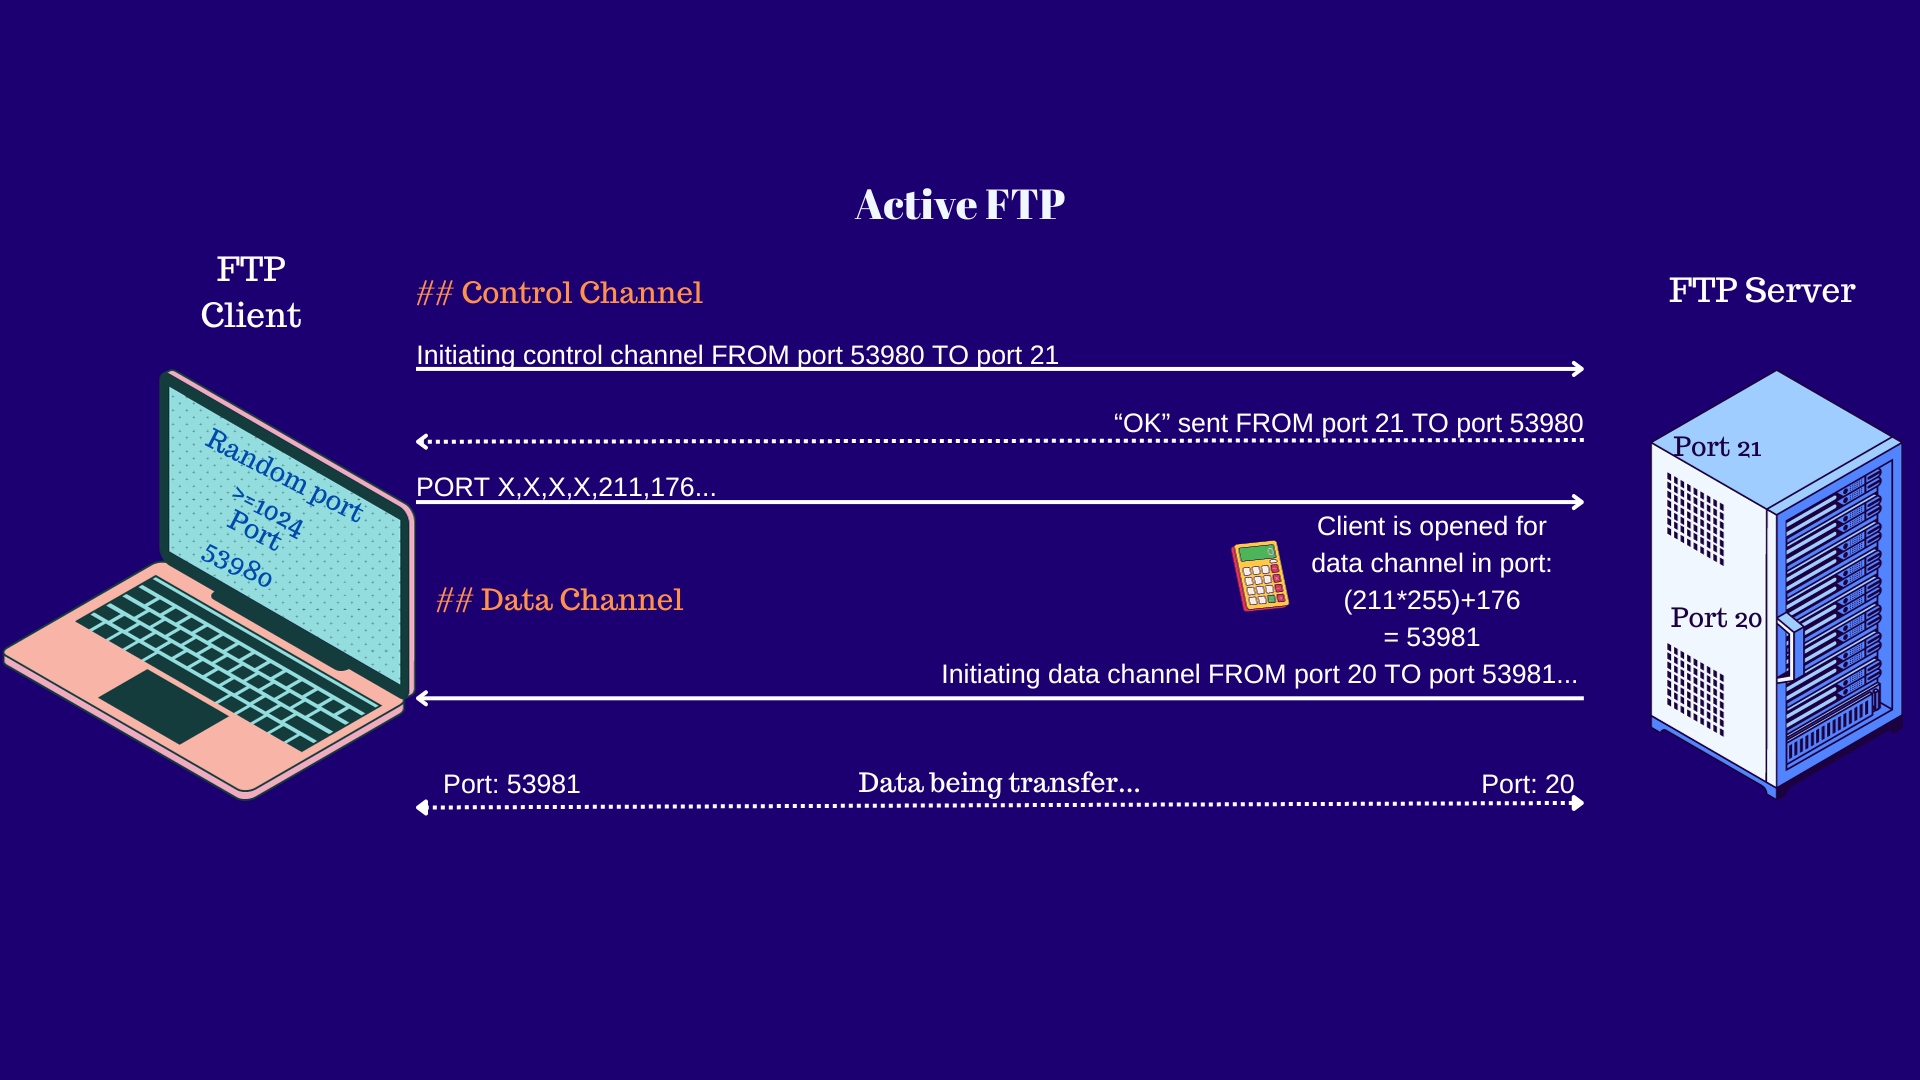 Active FTP
FTP
Client
## Control Channel
FTP Server
Initiating control channel FROM port 53980 TO port 21
“OK” sent FROM port 21 TO port 53980
PORT X,X,X,X,211,176...
Random port
>=1024
Port
53980
Port 21
Port 20
Client is opened for
data channel in port:
(211*255)+176
= 53981
## Data Channel
Initiating data channel FROM port 20 TO port 53981...
Port: 53981
Data being transfer...
Port: 20
0